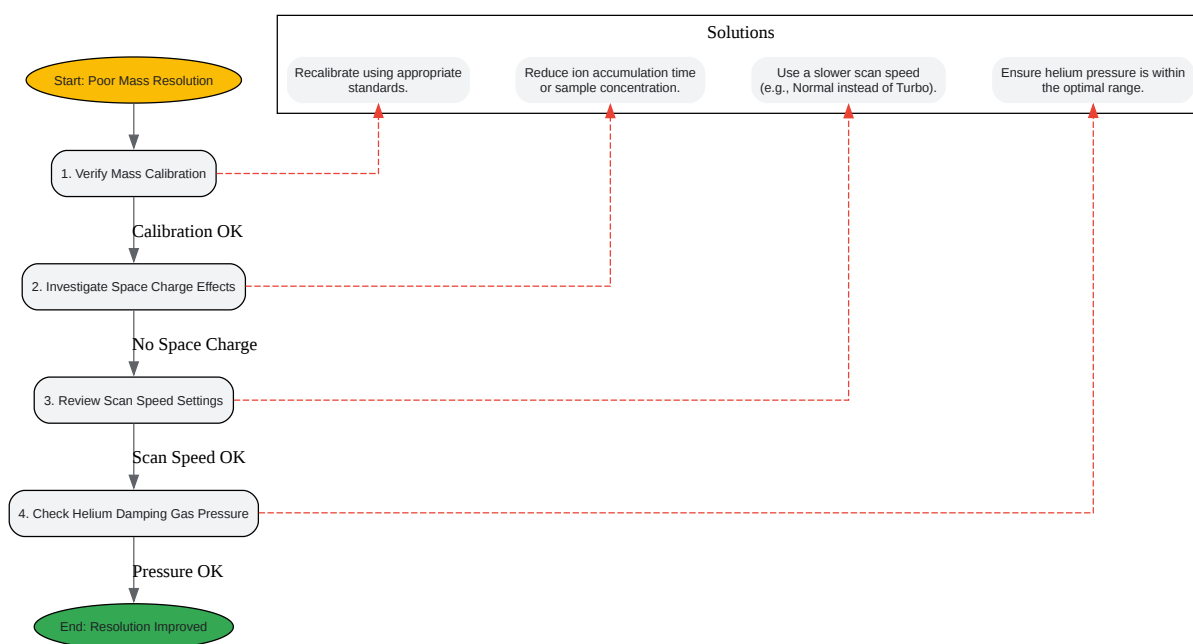 Solutions
Start: Poor Mass Resolution
Recalibrate using appropriate
standards.
Reduce ion accumulation time
or sample concentration.
Use a slower scan speed
(e.g., Normal instead of Turbo).
Ensure helium pressure is within
the optimal range.
1. Verify Mass Calibration
Calibration OK
2. Investigate Space Charge Effects
No Space Charge
3. Review Scan Speed Settings
Scan Speed OK
4. Check Helium Damping Gas Pressure
Pressure OK
End: Resolution Improved